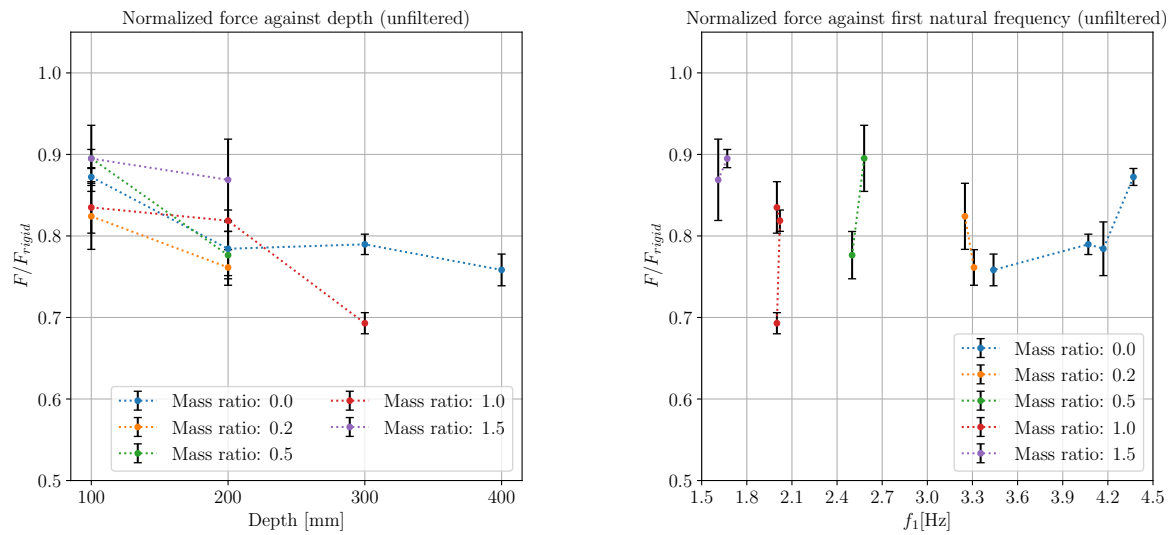 Normalized force against depth (unfiltered)
1.0
0.9
0.8
0.7
0.6
0.5
F/F_rigid
100
200
300
400
Depth [mm]
Mass ratio: 0.0
Mass ratio: 0.2
Mass ratio: 0.5
Mass ratio: 1.0
Mass ratio: 1.5
Normalized force against first natural frequency (unfiltered)
1.0
0.9
0.8
0.7
0.6
0.5
F/F_rigid
1.5
1.8
2.1
2.4
2.7
3.0
3.3
3.6
3.9
4.2
4.5
f_1[Hz]
Mass ratio: 0.0
Mass ratio: 0.2
Mass ratio: 0.5
Mass ratio: 1.0
Mass ratio: 1.5